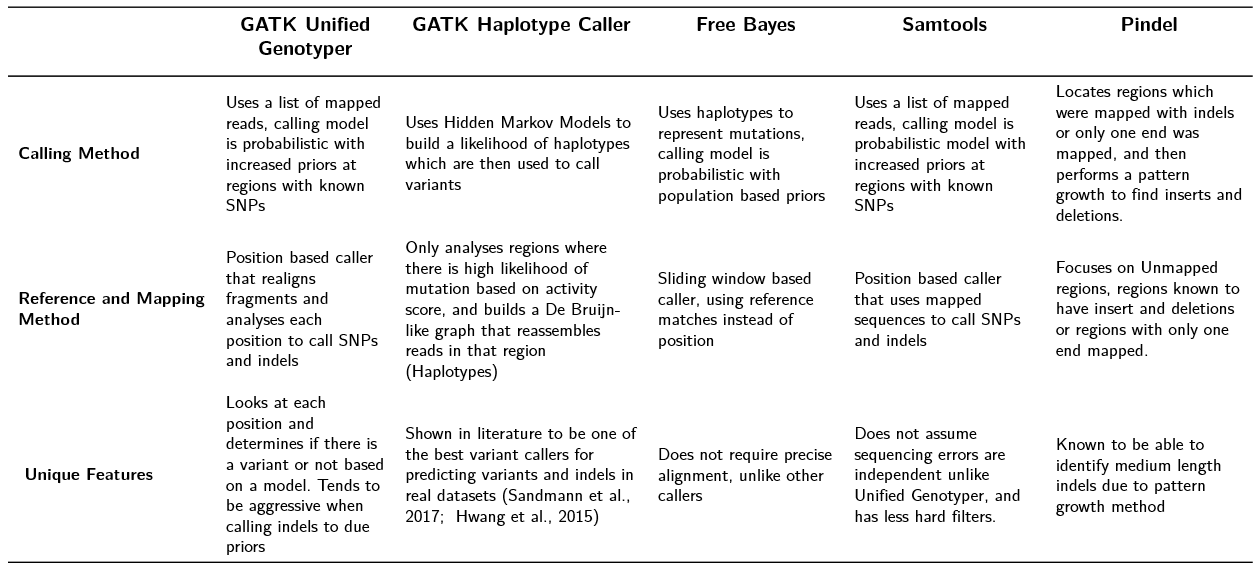 GATK Unified
Genotyper
GATK Haplotype Caller
Free Bayes
Samtools
Pindel
Calling Method
Uses a list of mapped
reads, calling model
is probabilistic with
increased priors at
regions with known
SNPs
Uses Hidden Markov Models to
build a likelihood of haplotypes
which are then used to call
variants
Uses haplotypes to
represent mutations,
calling model is
probabilistic with
population based priors
Uses a list of mapped
reads, calling model is
probabilistic model with
increased priors at
regions with known
SNPs
Locates regions which
were mapped with indels
or only one end was
mapped, and then
performs a pattern
growth to find inserts and
deletions.
Reference and Mapping
Method
Position based caller
that realigns
fragments and
analyses each
position to call SNPs
and indels
Only analyses regions where
there is high likelihood of
mutation based on activity
score, and builds a De Bruijn-
like graph that reassembles
reads in that region
(Haplotypes)
Sliding window based
caller, using reference
matches instead of
position
Position based caller
that uses mapped
sequences to call SNPs
and indels
Focuses on Unmapped
regions, regions known to
have insert and deletions
or regions with only one
end mapped.
Unique Features
Looks at each
position and
determines if there is
a variant or not based
on a model. Tends to
be aggressive when
calling indels to due
priors
Shown in literature to be one of
the best variant callers for
predicting variants and indels in
real datasets (Sandmann et al.,
2017; Hwang et al., 2015)
Does not require precise
alignment, unlike other
callers
Does not assume
sequencing errors are
independent unlike
Unified Genotyper, and
has less hard filters.
Known to be able to
identify medium length
indels due to pattern
growth method